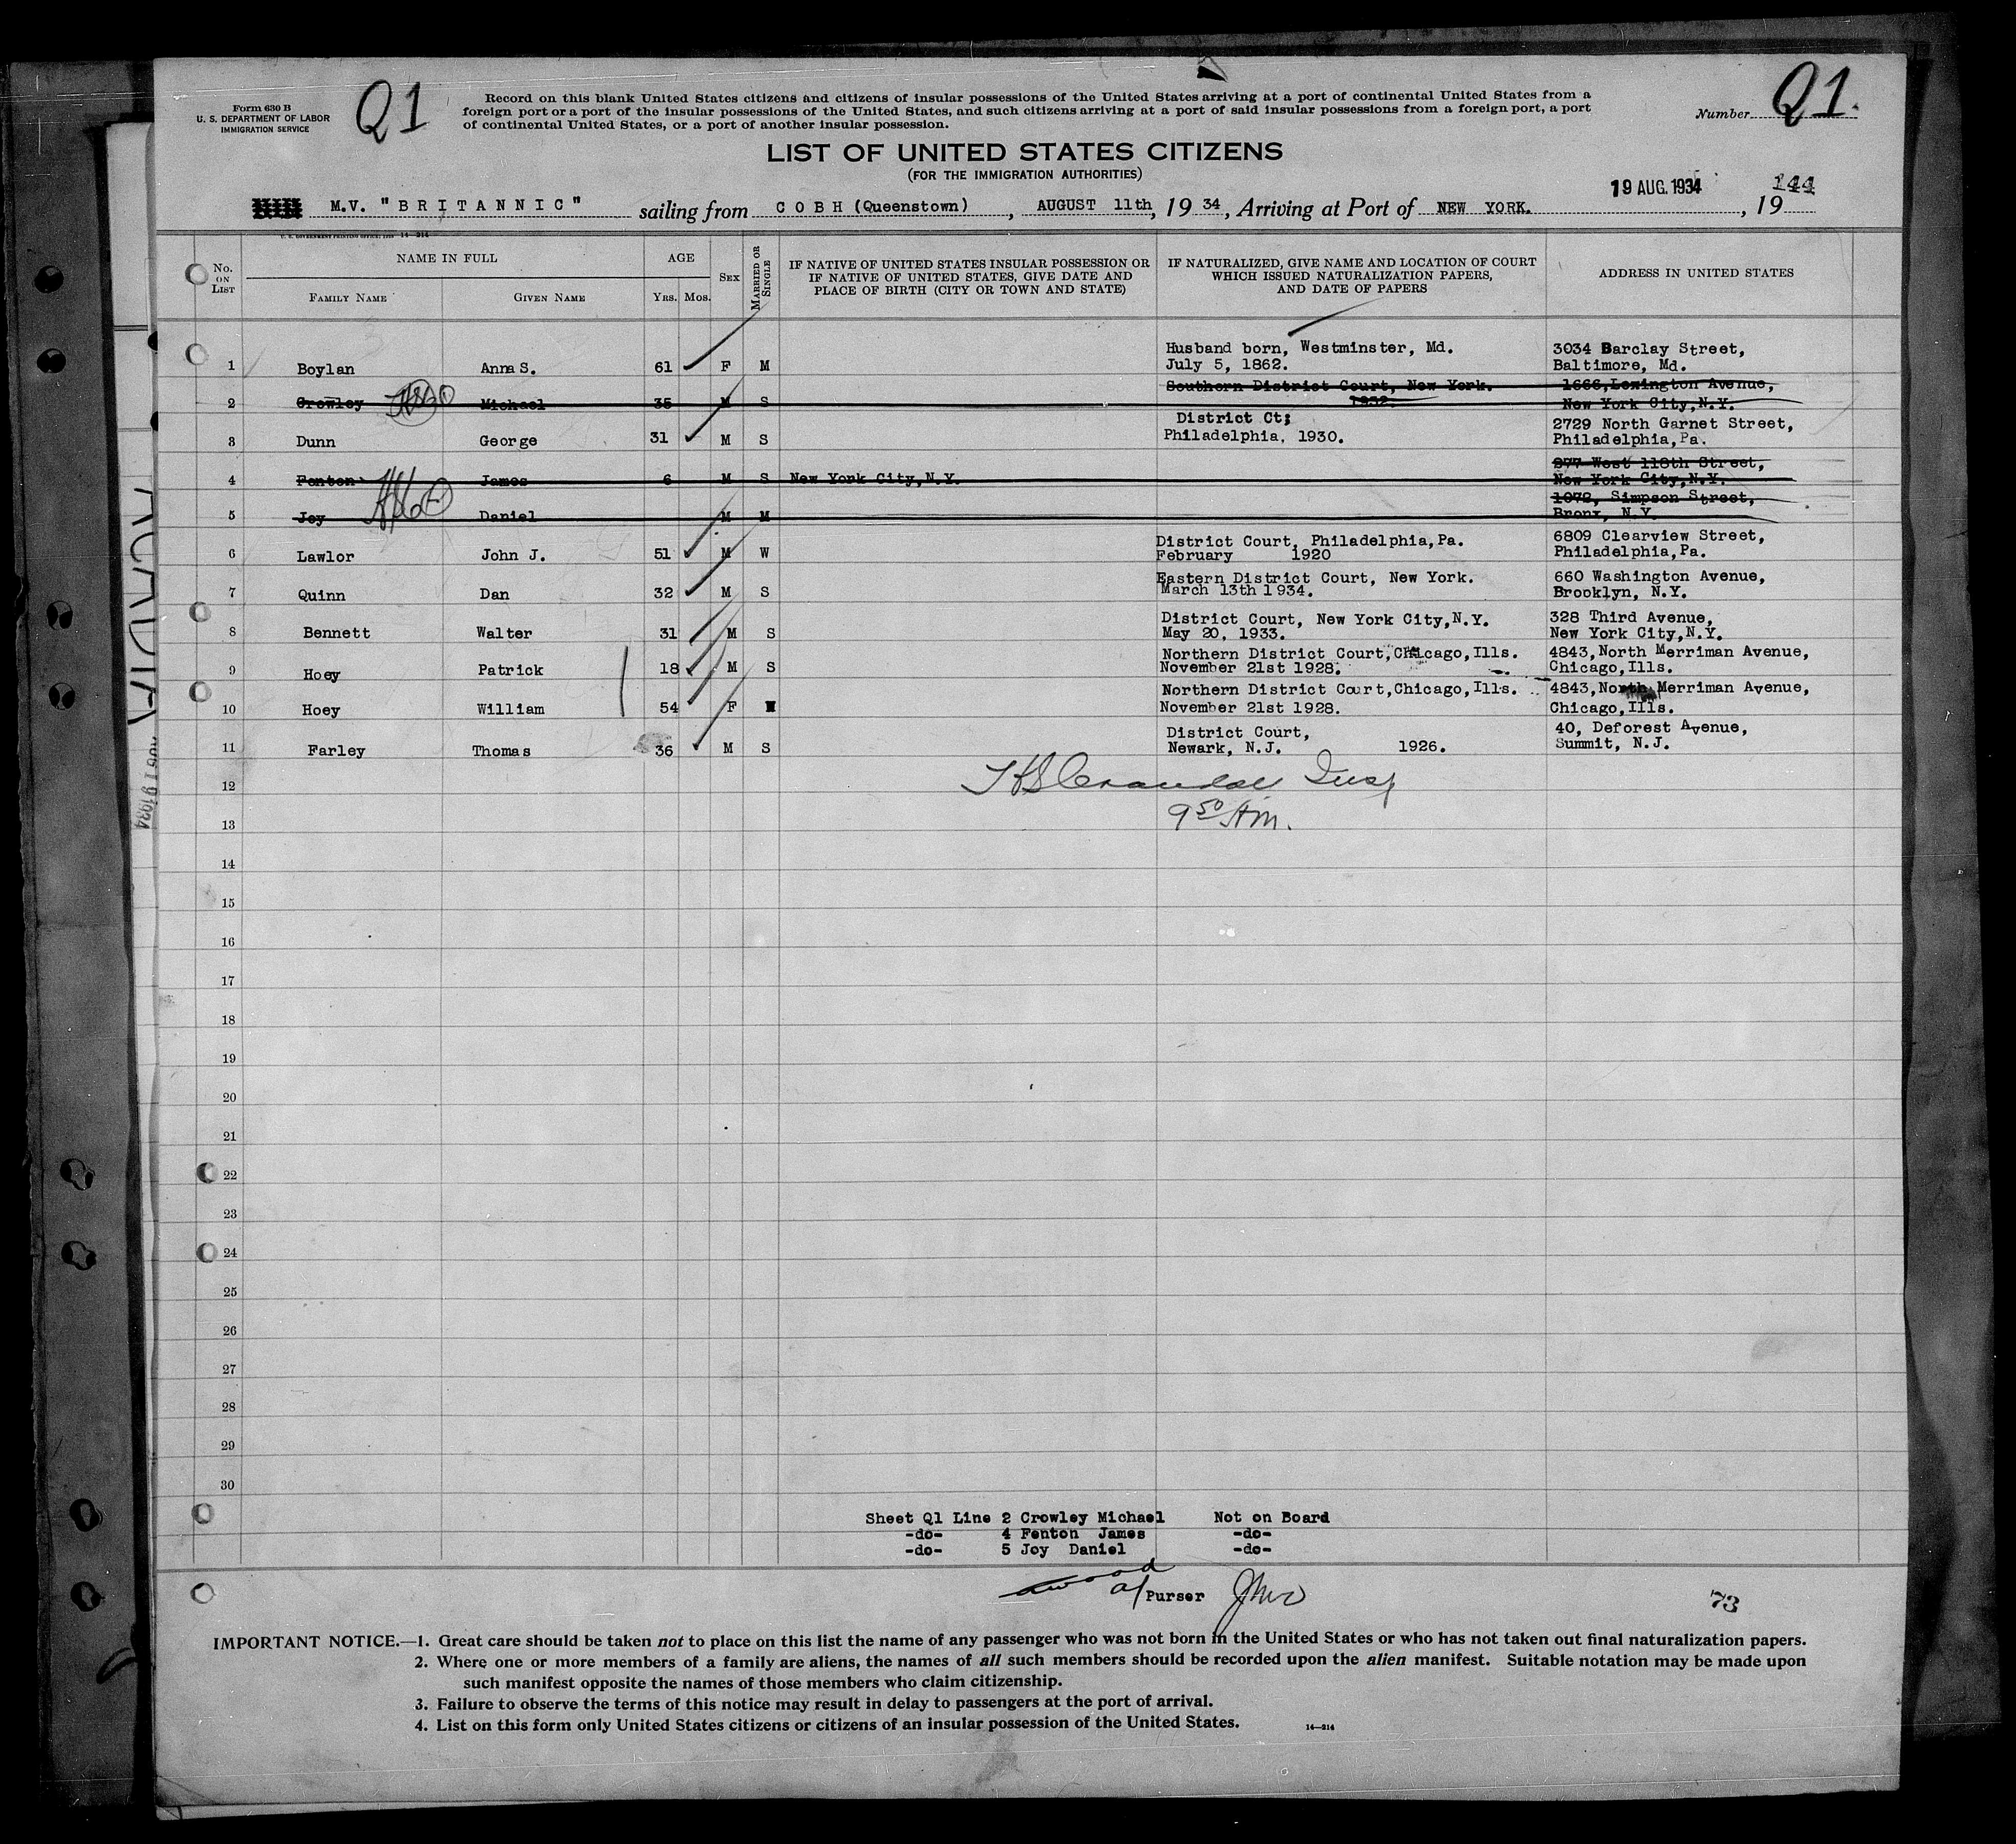 Form 630 B
U. S. DEPARTMENT OF LABOR
IMMIGRATION SERVICE
Q1
Record on this blank United States citizens and citizens of insular possessions of the United States arriving at a port of continental United States from a
foreign port or a port of the insular possessions of the United States, and such citizens arriving at a port of said insular possessions from a foreign port, a port
of continental United States, or a port of another insular possession.
Number Q1.
LIST OF UNITED STATES CITIZENS
(FOR THE IMMIGRATION AUTHORITIES)
19 AUG. 1934 144
M.V. "BRITANNIC" sailing from COBH (Queenstown), AUGUST 11th, 19 34, Arriving at Port of NEW YORK. , 19
U. S. GOVERNMENT PRINTING OFFICE: 14—214
No. ON LIST
NAME IN FULL
FAMILY NAME GIVEN NAME
AGE
YRS. MOS.
SEX
MARRIED OR SINGLE
IF NATIVE OF UNITED STATES INSULAR POSSESSION OR
IF NATIVE OF UNITED STATES, GIVE DATE AND
PLACE OF BIRTH (CITY OR TOWN AND STATE)
IF NATURALIZED, GIVE NAME AND LOCATION OF COURT
WHICH ISSUED NATURALIZATION PAPERS,
AND DATE OF PAPERS
ADDRESS IN UNITED STATES
Husband born, Westminster, Md. 3034 Barclay Street,
1 Boylan Anna S. 61 F M July 5, 1862. Baltimore, Md.
Southern District Court, New York. 1666, Lexington Avenue,
2 Crowley Michael 35 M S 1932. New York City, N.Y.
District Ct; 2729 North Garnet Street,
3 Dunn George 31 M S Philadelphia, 1930. Philadelphia, Pa.
West 118th Street,
4 Fenton James 6 M S New York City, N.Y. New York City, N.Y.
1072, Simpson Street,
5 Joy Daniel M M Bronx, N.Y.
District Court, Philadelphia, Pa. 6809 Clearview Street,
6 Lawlor John J. 51 M W February 1920 Philadelphia, Pa.
Eastern District Court, New York. 660 Washington Avenue,
7 Quinn Dan 32 M S March 13th 1934. Brooklyn, N.Y.
District Court, New York City, N.Y. 328 Third Avenue,
8 Bennett Walter 31 M S May 20, 1933. New York City, N.Y.
Northern District Court, Chicago, Ills. 4843, North Merriman Avenue,
9 Hoey Patrick 18 M S November 21st 1928. Chicago, Ills.
Northern District Court, Chicago, Ills. 4843, North Merriman Avenue,
10 Hoey William 54 F November 21st 1928. Chicago, Ills.
District Court, 40, Deforest Avenue,
11 Farley Thomas 36 M S Newark, N.J. 1926. Summit, N.J.
12 Insp
13 9 50 AM.
14
15
16
17
18
19
20
21
22
23
24
25
26
27
28
29
30
Sheet Q1 Line 2 Crowley Michael Not on Board
-do- 4 Fenton James -do-
-do- 5 Joy Daniel -do-
Purser
73
IMPORTANT NOTICE.—1. Great care should be taken not to place on this list the name of any passenger who was not born in the United States or who has not taken out final naturalization papers.
2. Where one or more members of a family are aliens, the names of all such members should be recorded upon the alien manifest. Suitable notation may be made upon
such manifest opposite the names of those members who claim citizenship.
3. Failure to observe the terms of this notice may result in delay to passengers at the port of arrival.
4. List on this form only United States citizens or citizens of an insular possession of the United States.
14—214